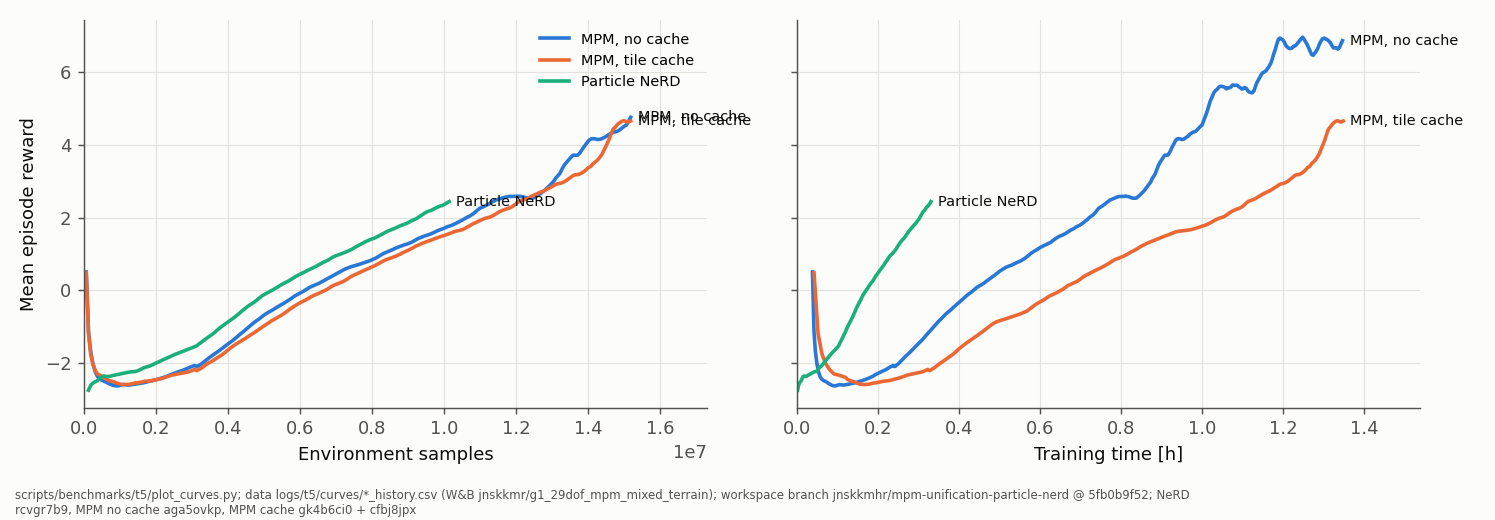 MPM, no cache
MPM, tile cache
Particle NeRD
MPM, no cache
MPM, tile cache
Particle NeRD
Mean episode reward
6
4
2
0
−2
0.0 0.2 0.4 0.6 0.8 1.0 1.2 1.4 1.6
1e7
Environment samples
MPM, no cache
MPM, tile cache
Particle NeRD
0.0 0.2 0.4 0.6 0.8 1.0 1.2 1.4
Training time [h]
scripts/benchmarks/t5/plot_curves.py; data logs/t5/curves/*_history.csv (W&B jnskkmr/g1_29dof_mpm_mixed_terrain); workspace branch jnskkmhr/mpm-unification-particle-nerd @ 5fb0b9f52; NeRD
rcvgr7b9, MPM no cache aga5ovkp, MPM cache gk4b6ci0 + cfbj8jpx